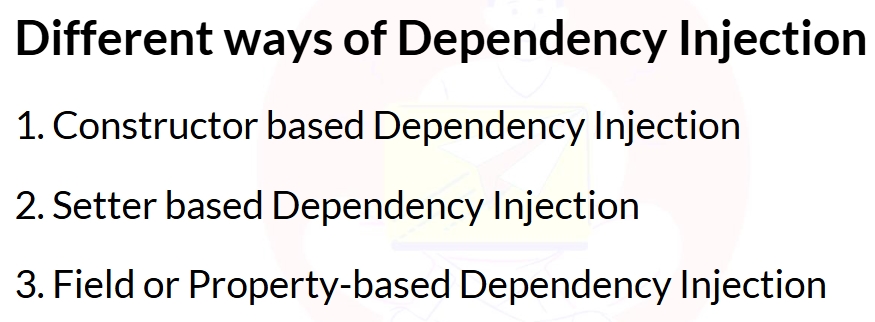 Different ways of Dependency Injection
1. Constructor based Dependency Injection
2. Setter based Dependency Injection
3. Field or Property-based Dependency Injection